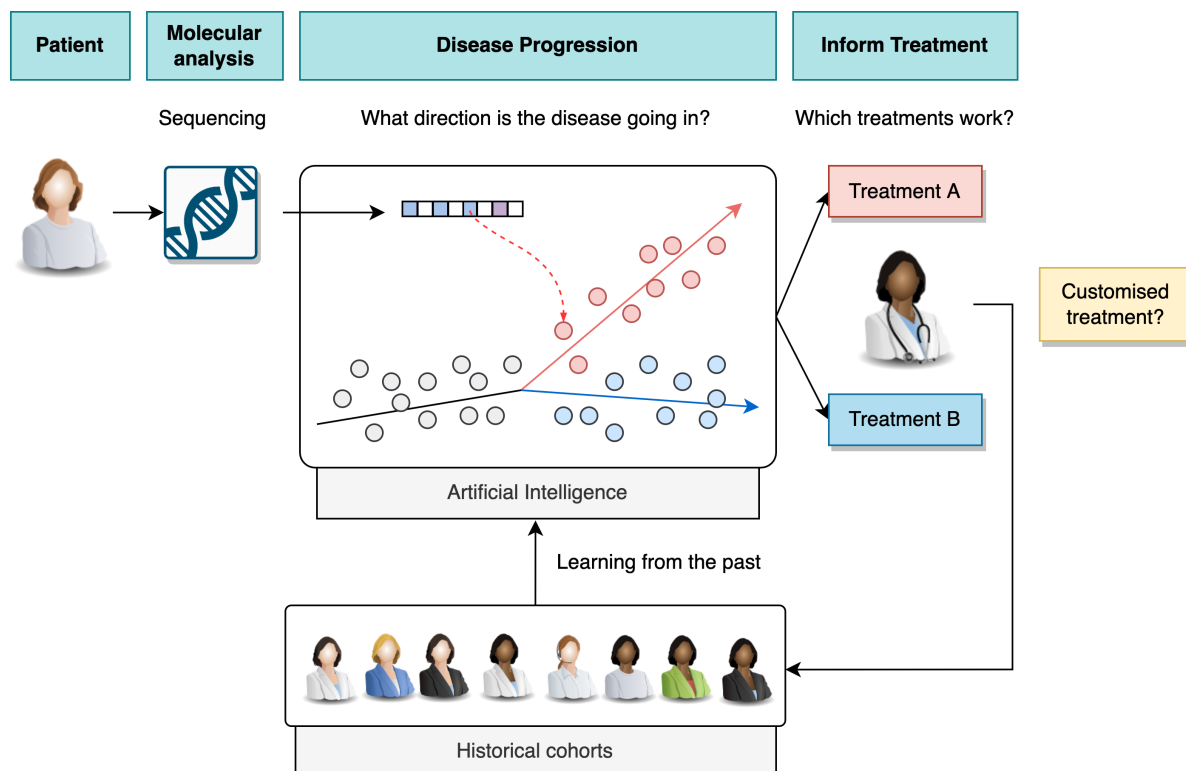 Patient
Molecular
analysis
Disease Progression
Inform Treatment
Sequencing
What direction is the disease going in?
Which treatments work?
Treatment A
Customised
treatment?
Treatment B
Artificial Intelligence
Learning from the past
Historical cohorts